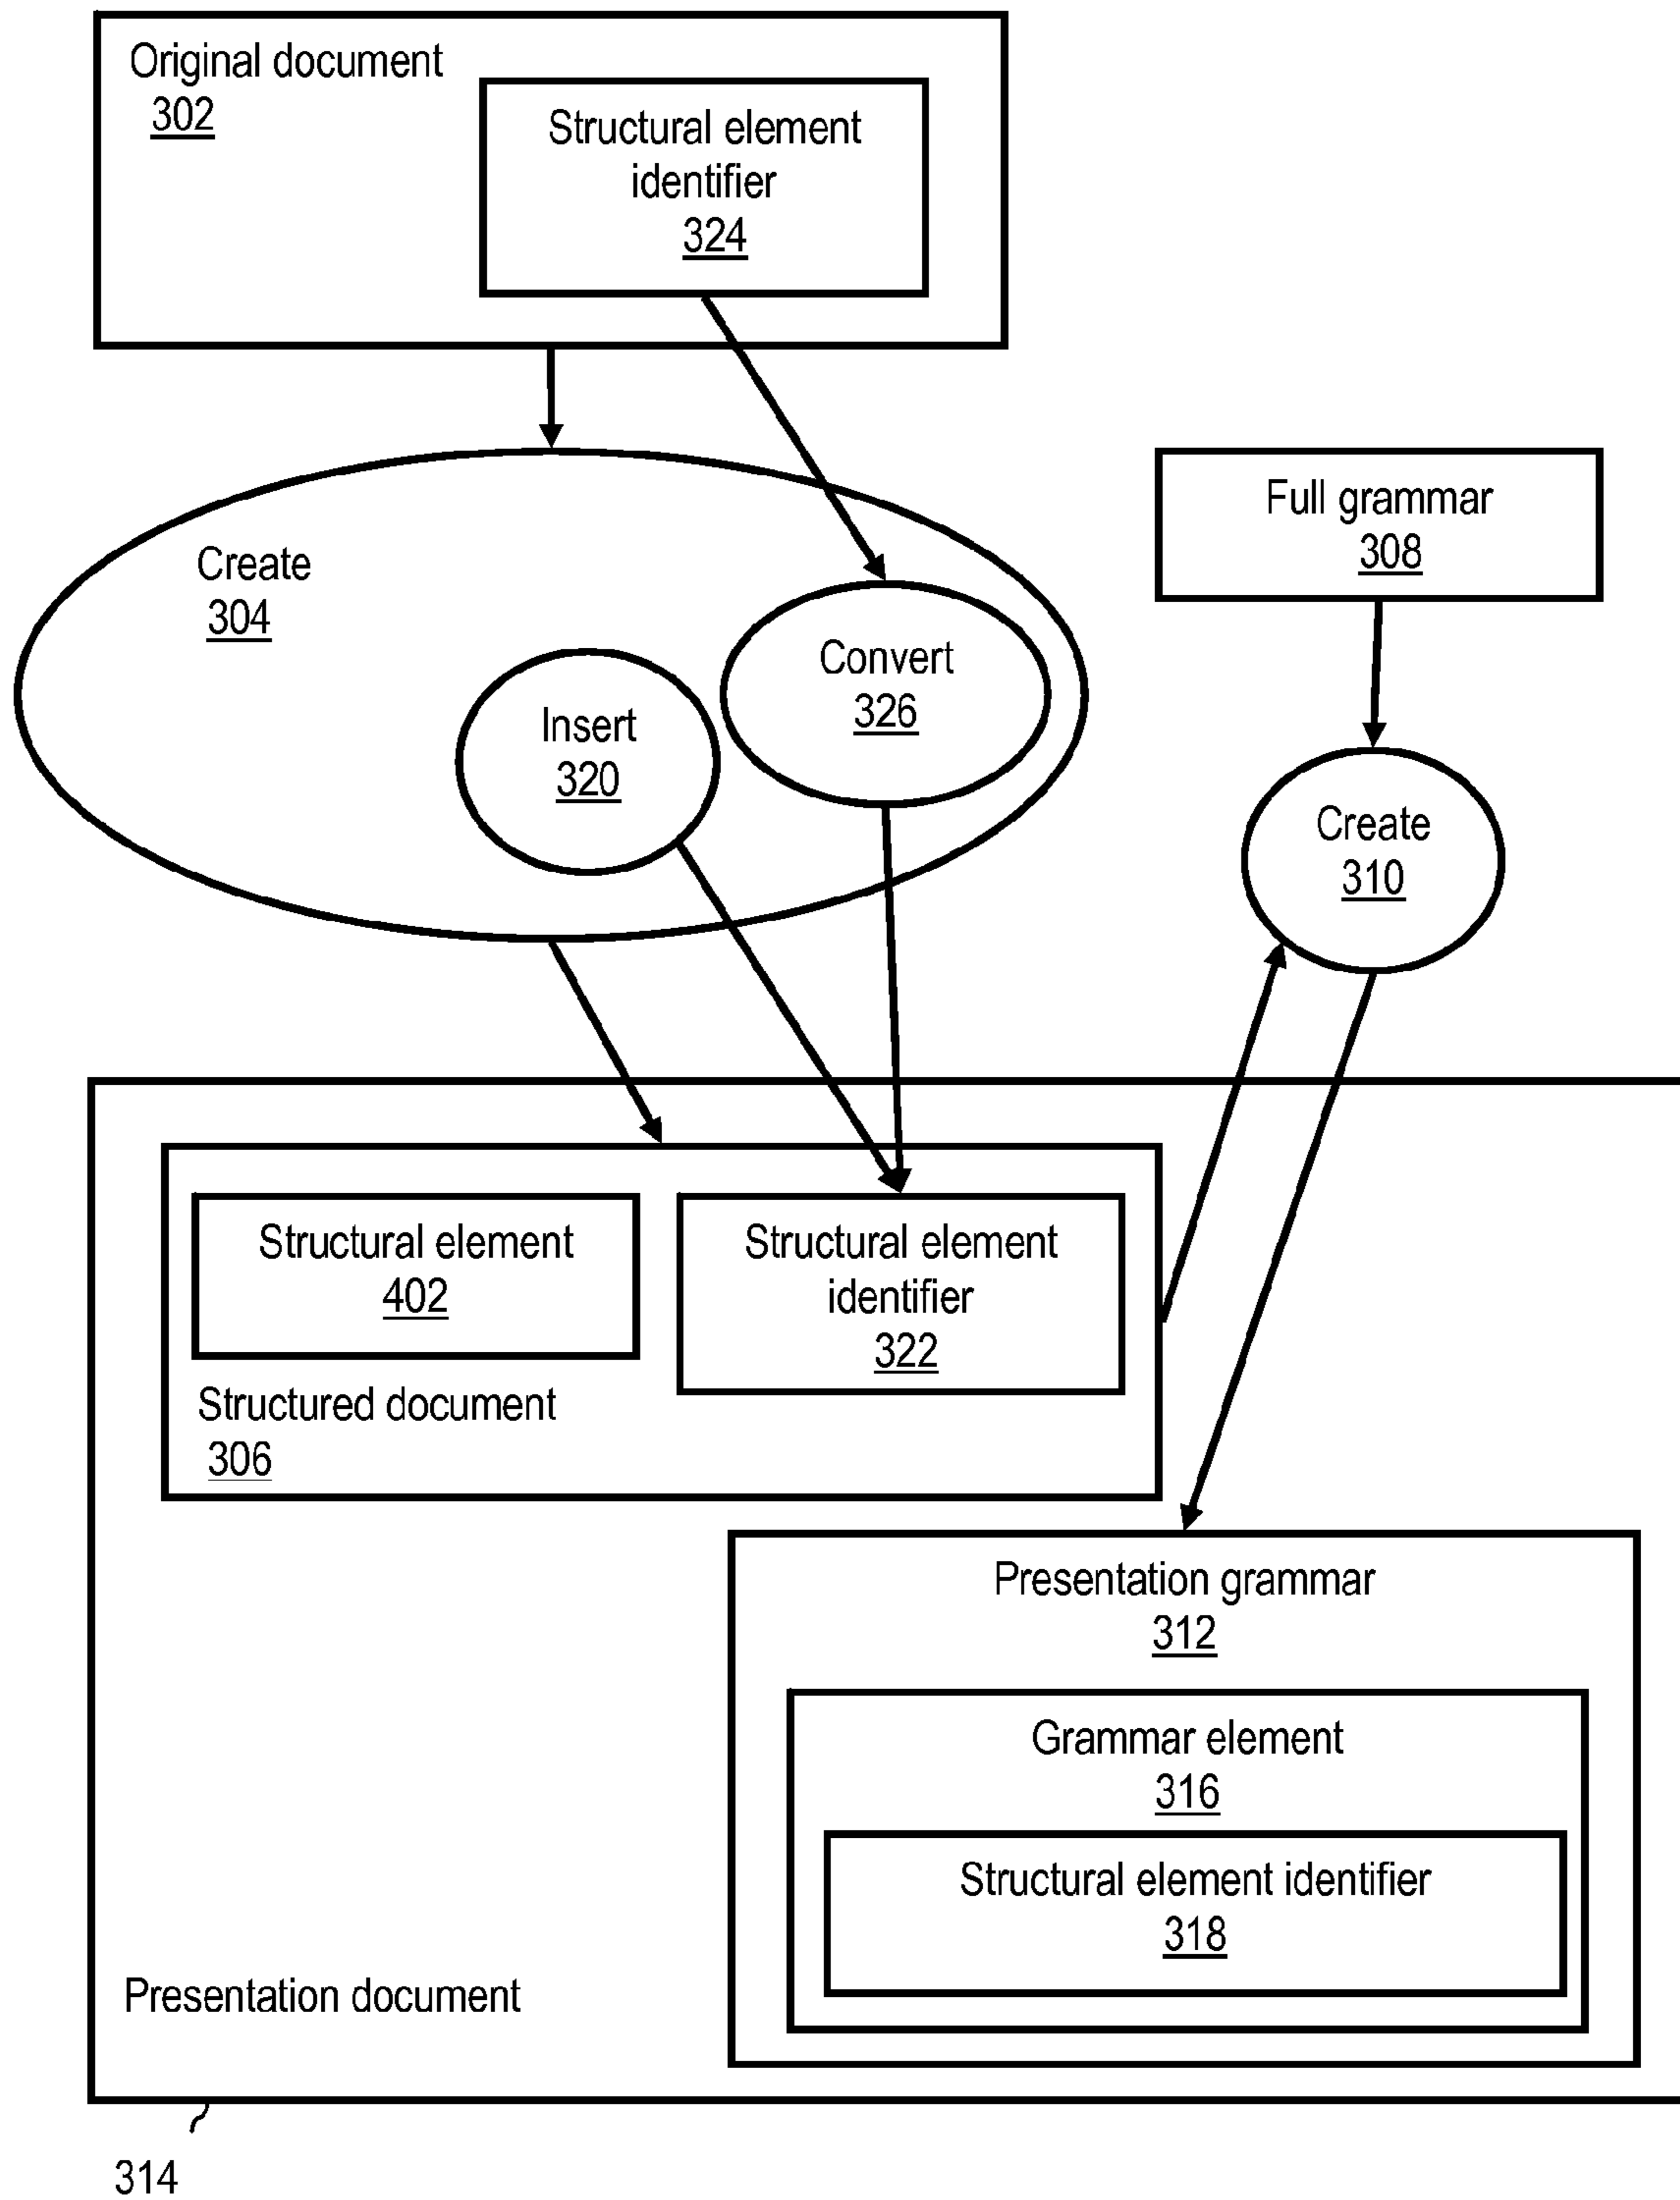 Original document
302
Structural element
identifier
324
Create
304
Insert
320
Convert
326
Full grammar
308
Create
310
Structural element
402
Structural element
identifier
322
Structured document
306
Presentation grammar
312
Grammar element
316
Structural element identifier
318
Presentation document
314